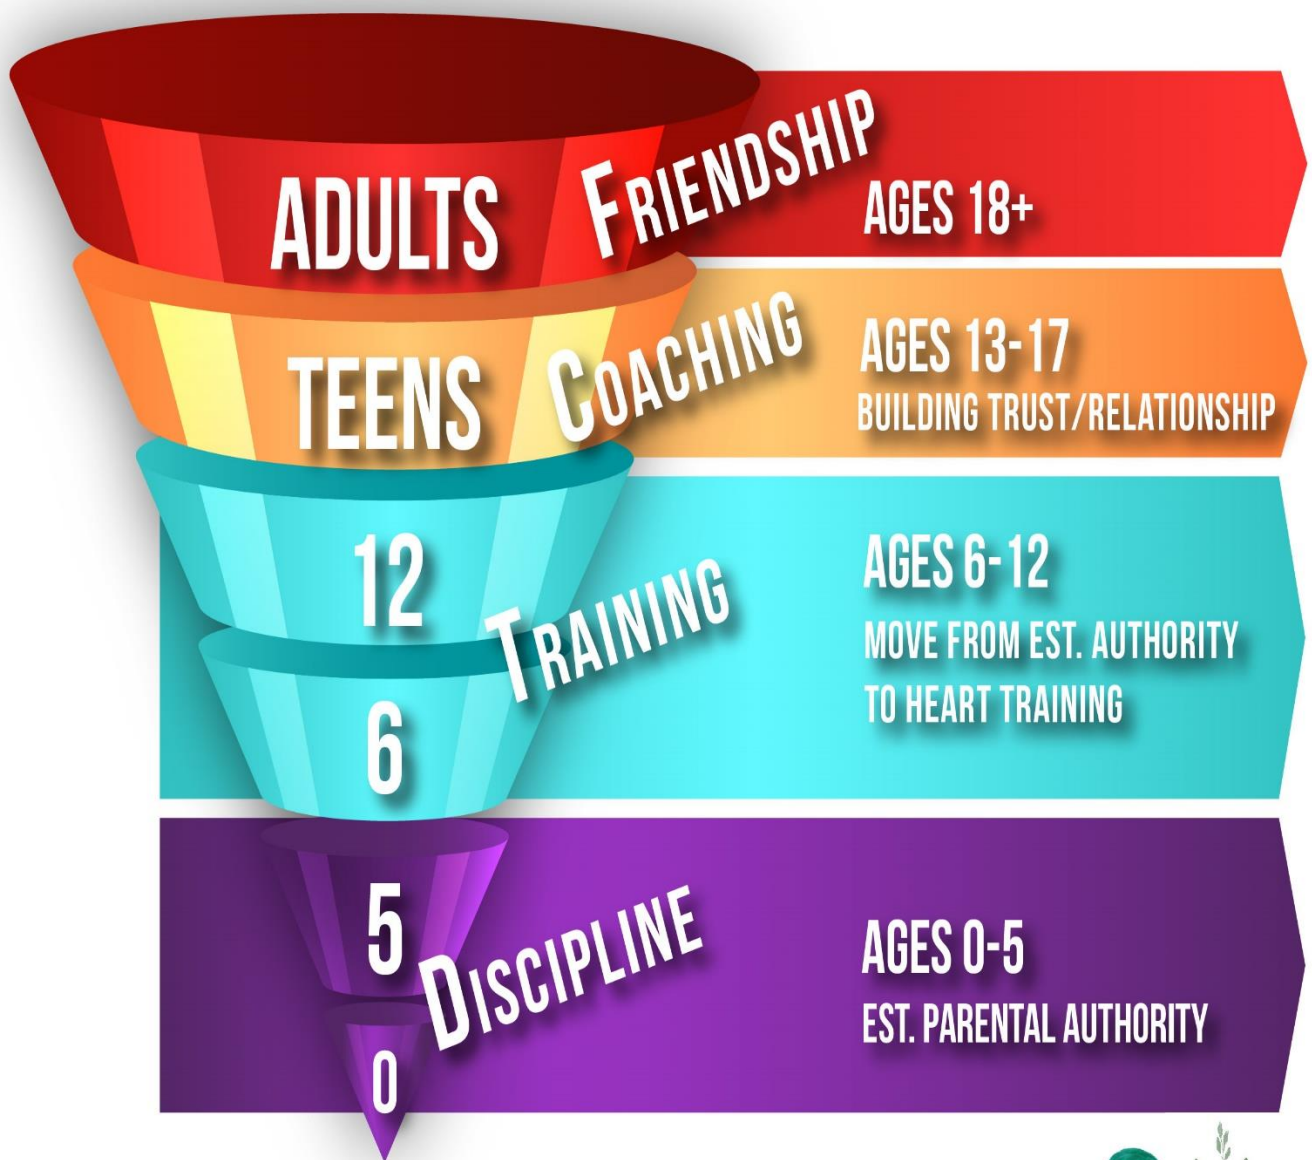 ADULTS FRIENDSHIP
AGES 18+
TEENS COACHING
AGES 13-17
BUILDING TRUST/RELATIONSHIP
12
6
TRAINING
AGES 6-12
MOVE FROM EST. AUTHORITY
TO HEART TRAINING
5
0
DISCIPLINE
AGES 0-5
EST. PARENTAL AUTHORITY